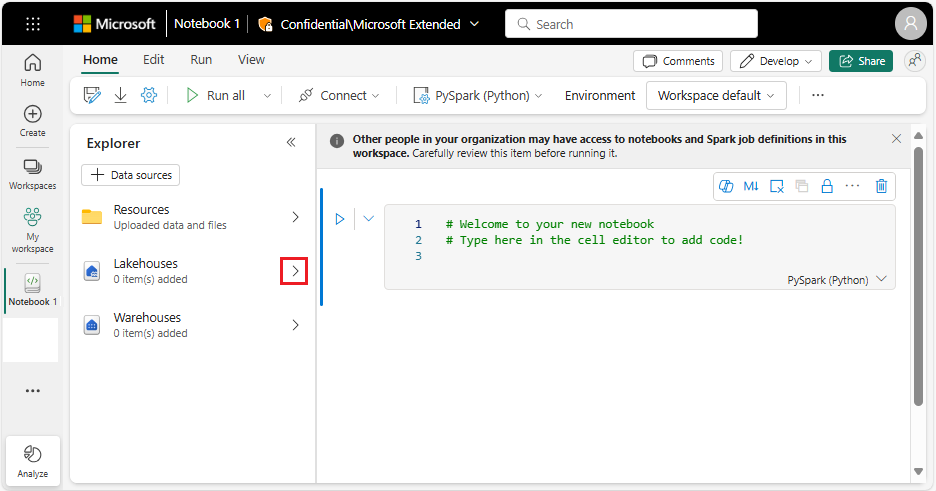 Microsoft Notebook 1 Confidential\Microsoft Extended Search
Home Edit Run View Comments Develop Share
Run all Connect PySpark (Python) Environment Workspace default
Home
Create
Workspaces
My
workspace
Notebook 1
Analyze
Explorer
Data sources
Resources
Uploaded data and files
Lakehouses
0 item(s) added
Warehouses
0 item(s) added
Other people in your organization may have access to notebooks and Spark job definitions in this
workspace. Carefully review this item before running it.
M↓
1 # Welcome to your new notebook
2 # Type here in the cell editor to add code!
3
PySpark (Python)